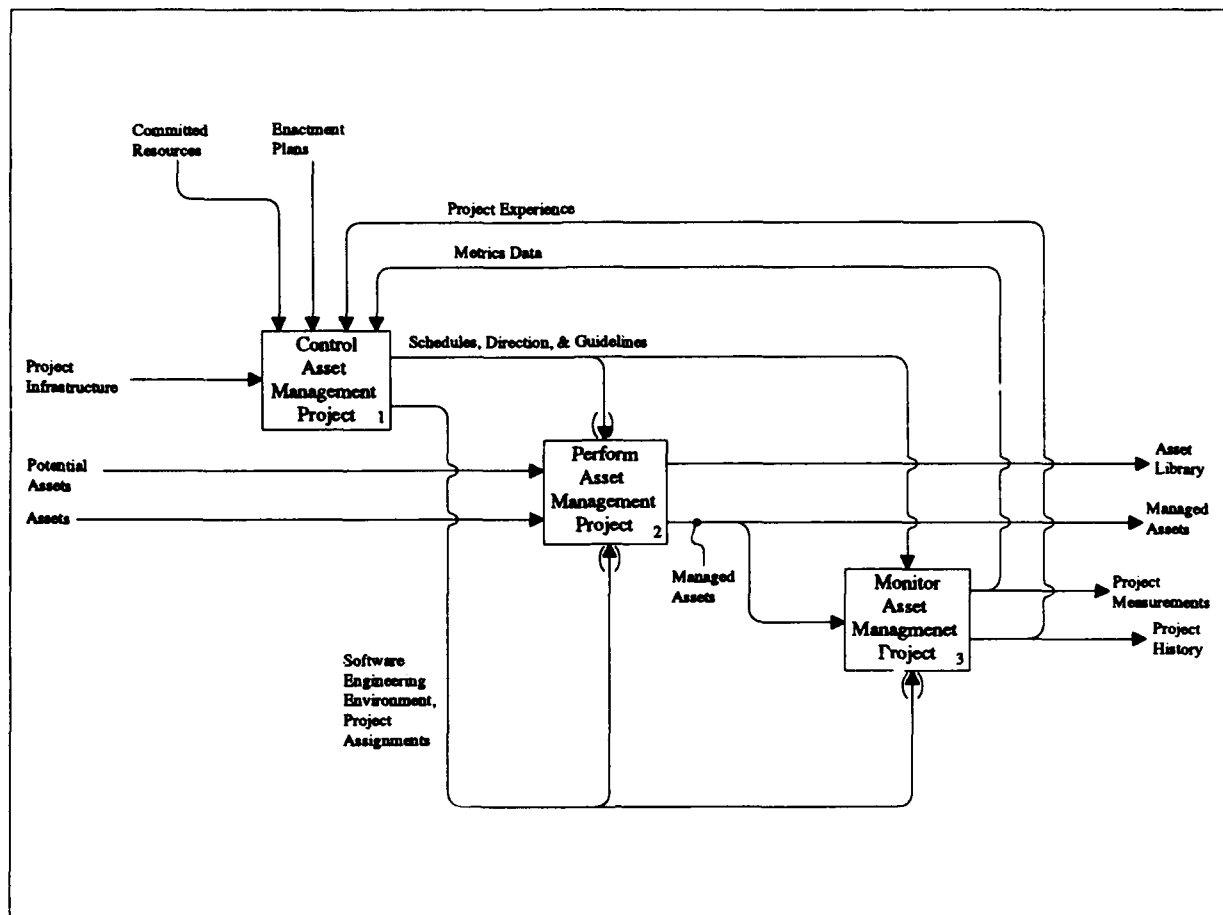 Committed
Resources
Enactment
Plans
Project Experience
Metrics Data
Control
Asset
Management
Project
1
Schedules, Direction, & Guidelines
Project
Infrastructure
Potential
Assets
Assets
Perform
Asset
Management
Project
2
Asset
Library
Managed
Assets
Managed
Assets
Monitor
Asset
Managmenet
Project
3
Project
Measurements
Project
History
Software
Engineering
Environment,
Project
Assignments